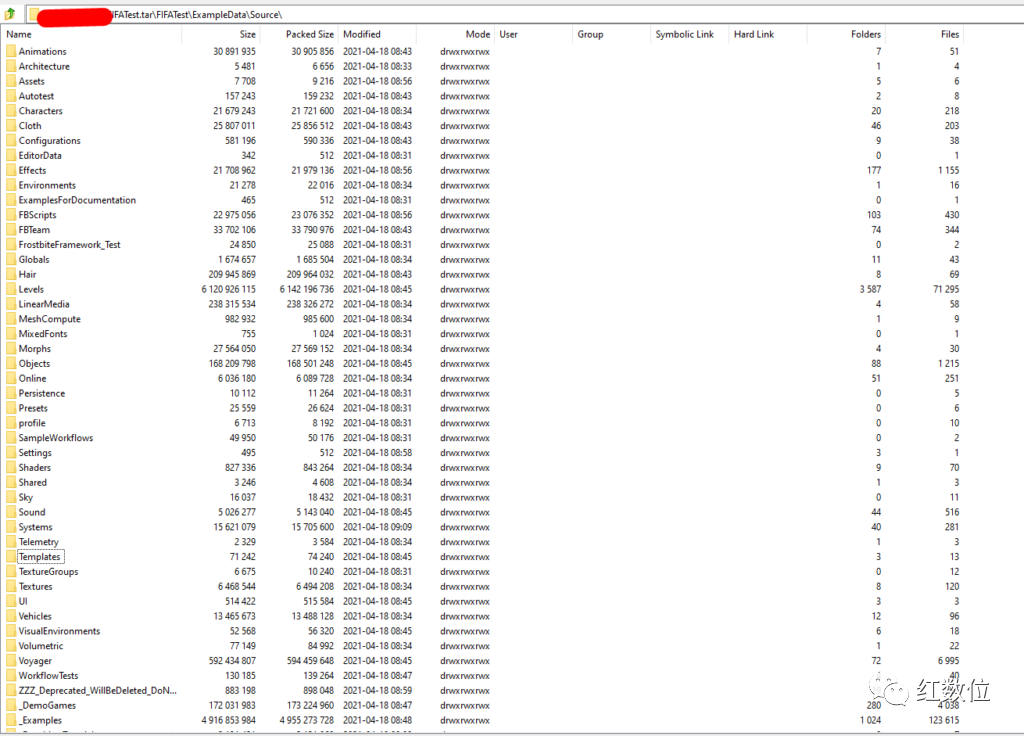 IFATest.tar\FIFATest\ExampleData\Source\
Name Size Packed Size Modified Mode User Group Symbolic Link Hard Link Folders Files
Animations 30 891 935 30 905 856 2021-04-18 08:43 drwxrwxrwx 7 51
Architecture 5 481 6 656 2021-04-18 08:33 drwxrwxrwx 1 4
Assets 7 708 9 216 2021-04-18 08:56 drwxrwxrwx 5 6
Autotest 157 243 159 232 2021-04-18 08:43 drwxrwxrwx 2 8
Characters 21 679 243 21 721 600 2021-04-18 08:34 drwxrwxrwx 20 218
Cloth 25 807 011 25 856 512 2021-04-18 08:43 drwxrwxrwx 46 203
Configurations 581 196 590 336 2021-04-18 08:43 drwxrwxrwx 9 38
EditorData 342 512 2021-04-18 08:31 drwxrwxrwx 0 1
Effects 21 708 962 21 979 136 2021-04-18 08:56 drwxrwxrwx 177 1 155
Environments 21 278 22 016 2021-04-18 08:34 drwxrwxrwx 1 16
ExamplesForDocumentation 465 512 2021-04-18 08:31 drwxrwxrwx 0 1
FBScripts 22 975 056 23 076 352 2021-04-18 08:56 drwxrwxrwx 103 430
FBTeam 33 702 106 33 790 976 2021-04-18 08:43 drwxrwxrwx 74 344
FrostbiteFramework_Test 24 850 25 088 2021-04-18 08:31 drwxrwxrwx 0 2
Globals 1 674 657 1 685 504 2021-04-18 08:34 drwxrwxrwx 11 43
Hair 209 945 869 209 964 032 2021-04-18 08:43 drwxrwxrwx 8 69
Levels 6 120 926 115 6 142 196 736 2021-04-18 08:45 drwxrwxrwx 3 587 71 295
LinearMedia 238 315 534 238 326 272 2021-04-18 08:34 drwxrwxrwx 4 58
MeshCompute 982 932 985 600 2021-04-18 08:34 drwxrwxrwx 1 9
MixedFonts 755 1 024 2021-04-18 08:31 drwxrwxrwx 0 1
Morphs 27 564 050 27 569 152 2021-04-18 08:34 drwxrwxrwx 4 30
Objects 168 209 798 168 501 248 2021-04-18 08:45 drwxrwxrwx 88 1 215
Online 6 036 180 6 089 728 2021-04-18 08:34 drwxrwxrwx 51 251
Persistence 10 112 11 264 2021-04-18 08:31 drwxrwxrwx 0 5
Presets 25 559 26 624 2021-04-18 08:31 drwxrwxrwx 0 6
profile 6 713 8 192 2021-04-18 08:31 drwxrwxrwx 0 10
SampleWorkflows 49 950 50 176 2021-04-18 08:31 drwxrwxrwx 0 2
Settings 495 512 2021-04-18 08:58 drwxrwxrwx 3 1
Shaders 827 336 843 264 2021-04-18 08:34 drwxrwxrwx 9 70
Shared 3 246 4 608 2021-04-18 08:34 drwxrwxrwx 1 3
Sky 16 037 18 432 2021-04-18 08:31 drwxrwxrwx 0 11
Sound 5 026 277 5 143 040 2021-04-18 08:45 drwxrwxrwx 44 516
Systems 15 621 079 15 705 600 2021-04-18 09:09 drwxrwxrwx 40 281
Telemetry 2 329 3 584 2021-04-18 08:34 drwxrwxrwx 1 3
Templates 71 242 74 240 2021-04-18 08:45 drwxrwxrwx 3 13
TextureGroups 6 675 10 240 2021-04-18 08:31 drwxrwxrwx 0 12
Textures 6 468 544 6 494 208 2021-04-18 08:34 drwxrwxrwx 8 120
UI 514 422 515 584 2021-04-18 08:45 drwxrwxrwx 3 3
Vehicles 13 465 673 13 488 128 2021-04-18 08:34 drwxrwxrwx 12 96
VisualEnvironments 52 568 56 320 2021-04-18 08:45 drwxrwxrwx 6 18
Volumetric 77 149 84 992 2021-04-18 08:34 drwxrwxrwx 1 22
Voyager 592 434 807 594 459 648 2021-04-18 08:45 drwxrwxrwx 72 6 995
WorkflowTests 130 185 139 264 2021-04-18 08:47 drwxrwxrwx 40
ZZZ_Deprecated_WillBeDeleted_DoN... 883 198 898 048 2021-04-18 08:59 drwxrwxrwx
_DemoGames 172 031 983 173 224 960 2021-04-18 08:47 drwxrwxrwx 280 4 038
_Examples 4 916 853 984 4 955 273 728 2021-04-18 08:48 drwxrwxrwx 1 024 123 615
红数位